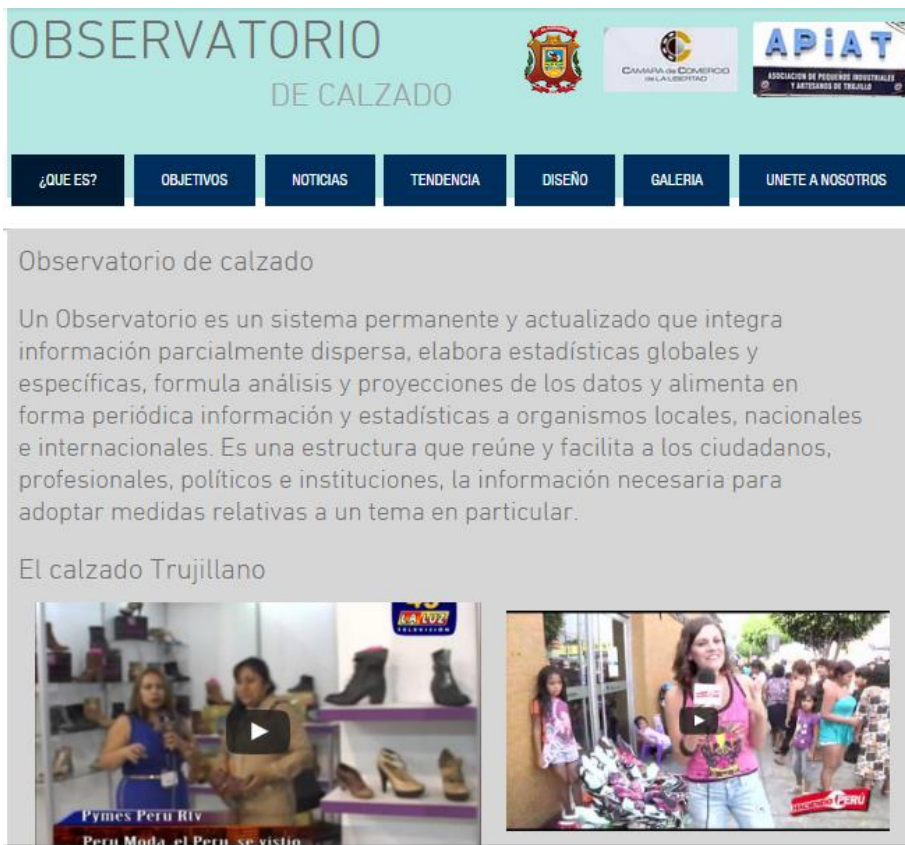 OBSERVATORIO
DE CALZADO
CAMARA DE COMERCIO
DE LA LIBERTAD
APiAT
ASOCIACION DE PEQUEÑOS INDUSTRIALES
Y ARTESANOS DE TRUJILLO
¿QUE ES?
OBJETIVOS
NOTICIAS
TENDENCIA
DISEÑO
GALERIA
UNETE A NOSOTROS
Observatorio de calzado
Un Observatorio es un sistema permanente y actualizado que integra
información parcialmente dispersa, elabora estadísticas globales y
específicas, formula análisis y proyecciones de los datos y alimenta en
forma periódica información y estadísticas a organismos locales, nacionales
e internacionales. Es una estructura que reúne y facilita a los ciudadanos,
profesionales, políticos e instituciones, la información necesaria para
adoptar medidas relativas a un tema en particular.
El calzado Trujillano
LA LUZ
TELEVISIÓN
Pymes Peru Rtv
Peru Moda, el Peru, se vistio
HACIENDO PERÚ